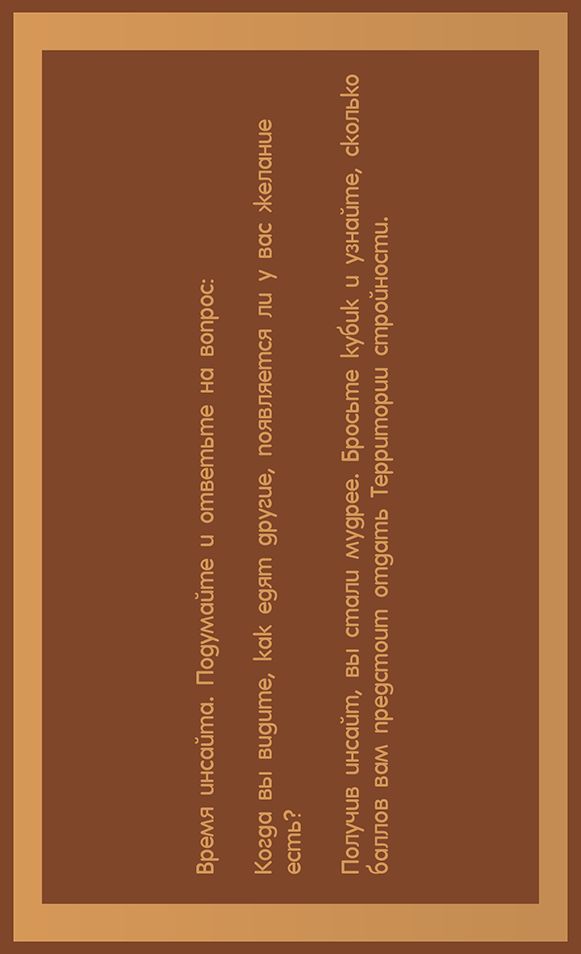 Время инсайта. Подумайте и ответьте на вопрос:
Когда вы видите, как едят другие, появляется ли у вас желание
есть?
Получив инсайт, вы стали мудрее. Бросьте кубик и узнайте, сколько
баллов вам предстоит отдать Территории стройности.